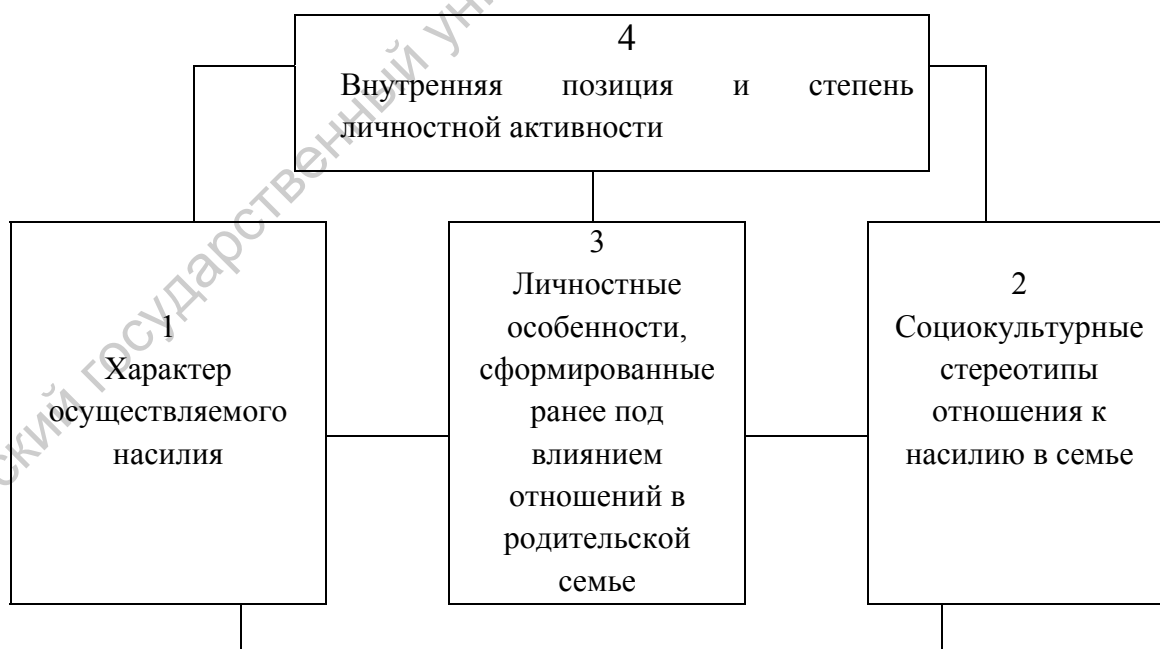 4
Внутренняя позиция и степень
личностной активности
1
Характер
осуществляемого
насилия
3
Личностные
особенности,
сформированные
ранее под
влиянием
отношений в
родительской
семье
2
Социокультурные
стереотипы
отношения к
насилию в семье
государственный